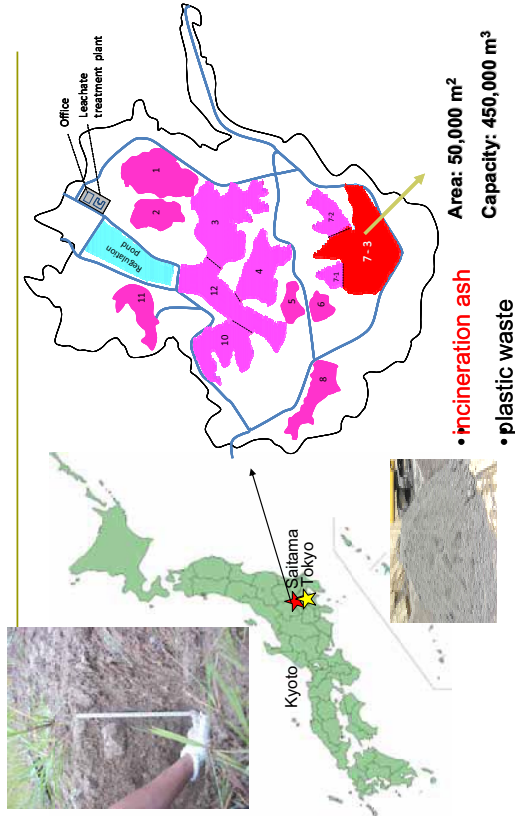 Office
Leachate
treatment plant
Regulation
pond
1
2
3
4
5
6
7-1
7-2
7-3
8
10
11
12
Kyoto
Saitama
Tokyo
Area: 50,000 m²
Capacity: 450,000 m³
• incineration ash
• plastic waste